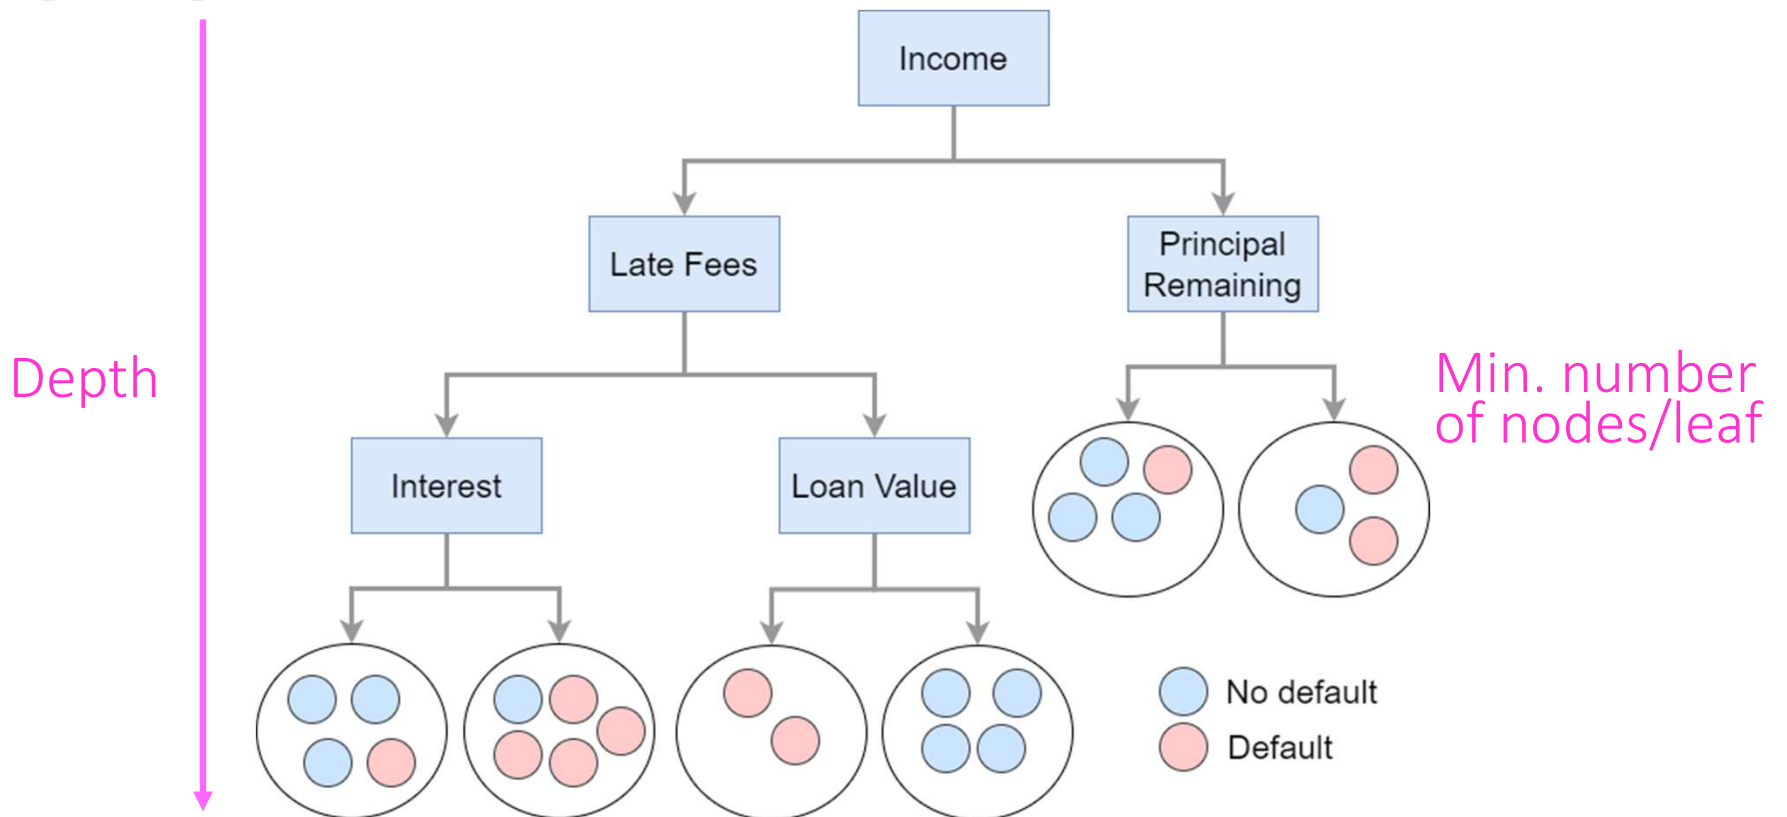 Income
Late Fees
Principal
Remaining
Depth
Min. number
of nodes/leaf
Interest
Loan Value
No default
Default